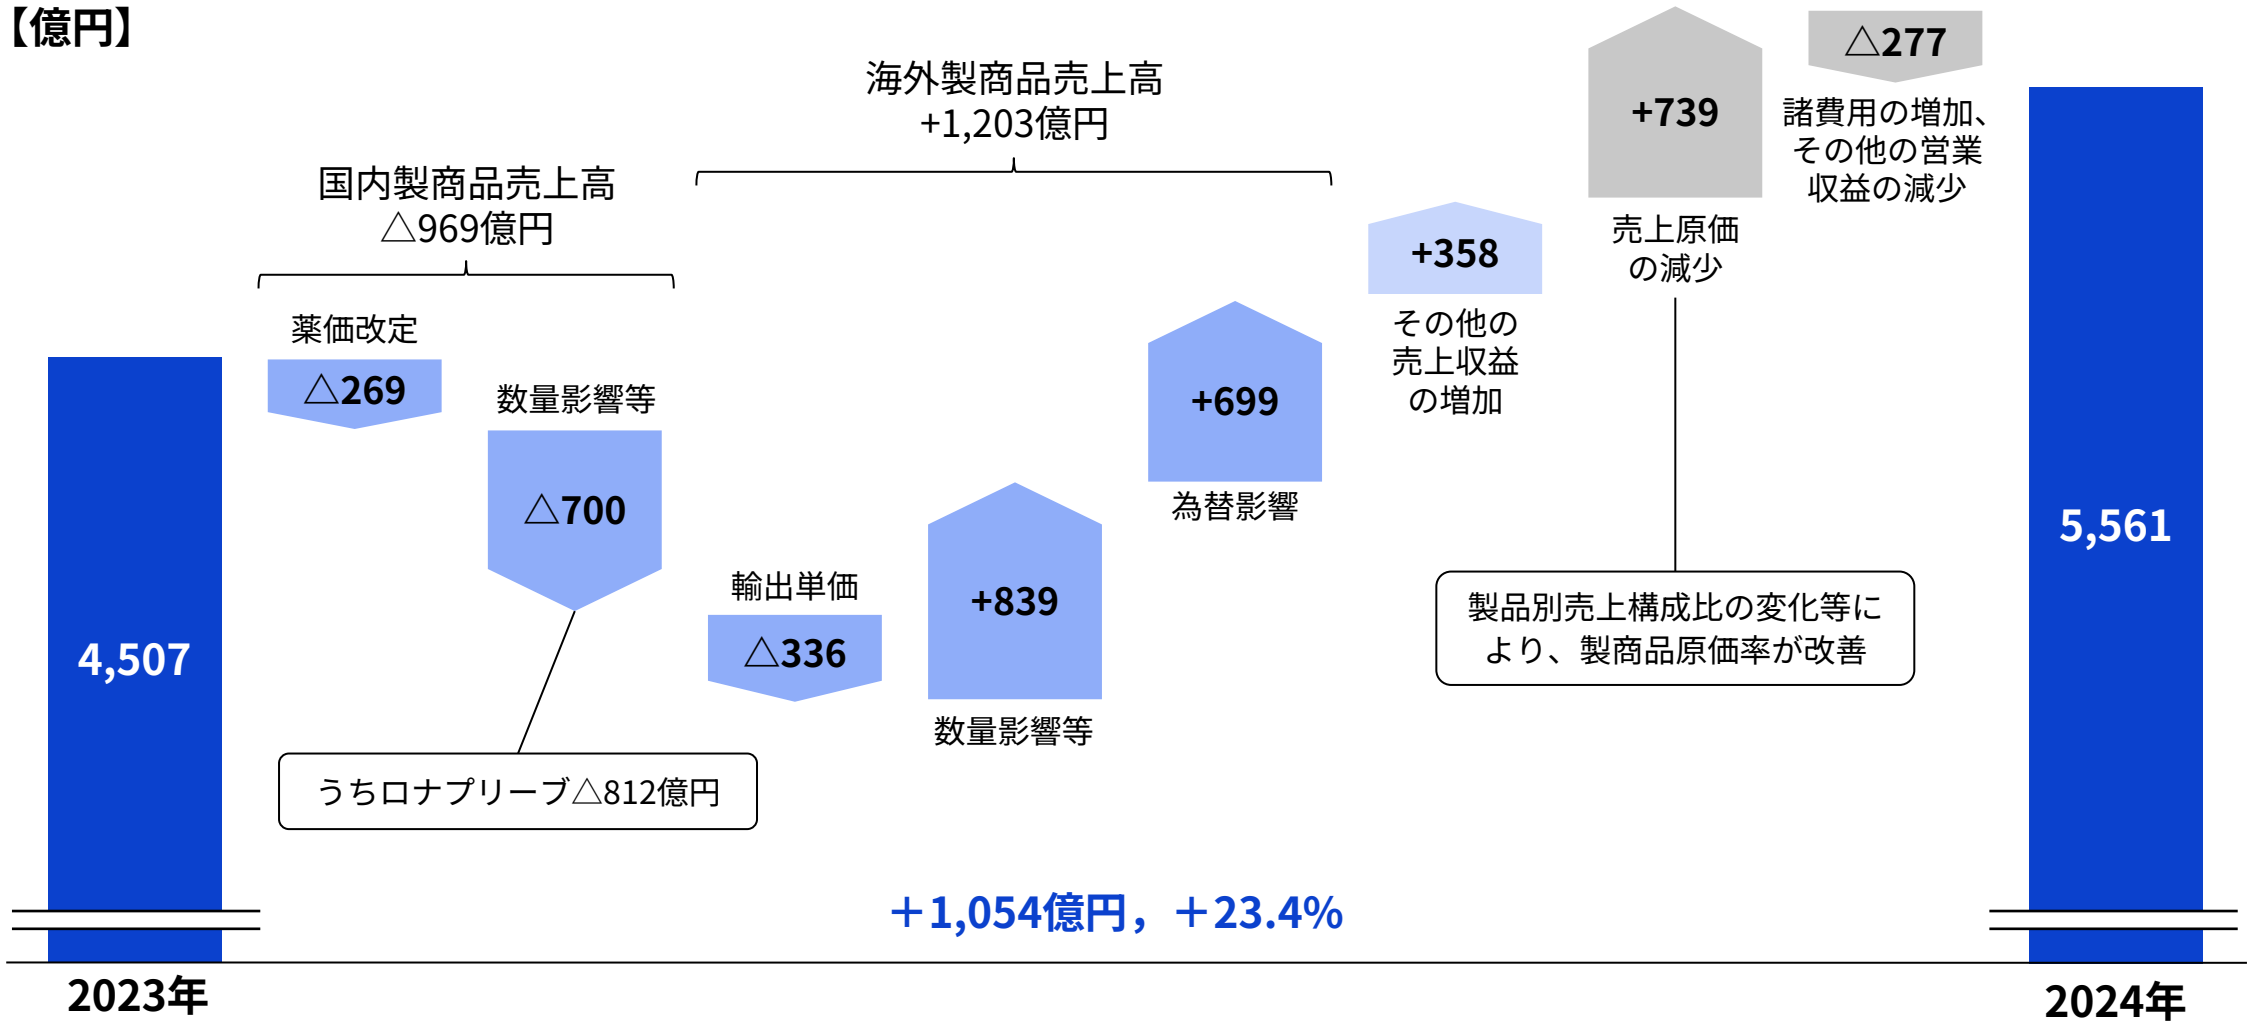 【億円】
4,507
2023年
国内製商品売上高
△969億円
薬価改定
△269
数量影響等
△700
うちロナプリーブ△812億円
海外製商品売上高
+1,203億円
輸出単価
△336
+839
数量影響等
+699
為替影響
+358
その他の
売上収益
の増加
+739
売上原価
の減少
製品別売上構成比の変化等に
より、製商品原価率が改善
△277
諸費用の増加、
その他の営業
収益の減少
＋1,054億円，＋23.4%
5,561
2024年